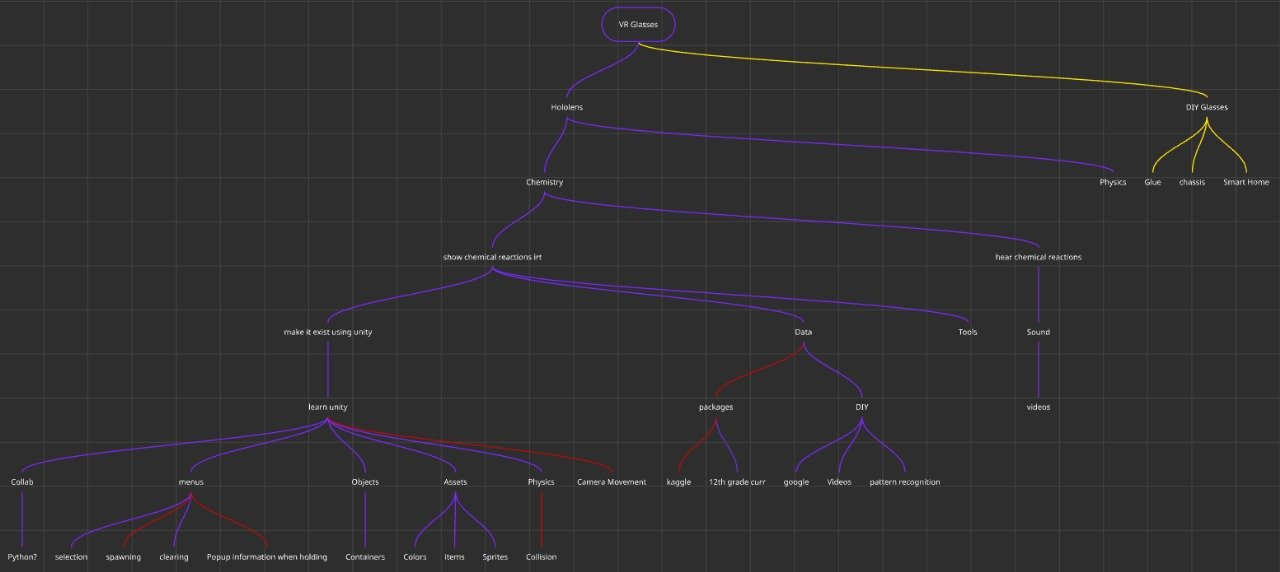 VR Glasses
Hololens
DIY Glasses
Chemistry
Physics
Glue
chassis
Smart Home
show chemical reactions irt
hear chemical reactions
make it exist using unity
Data
Tools
Sound
learn unity
packages
DIY
videos
Collab
menus
Objects
Assets
Physics
Camera Movement
kaggle
12th grade curr
google
Videos
pattern recognition
Python?
selection
spawning
clearing
Popup information when holding
Containers
Colors
items
Sprites
Collision